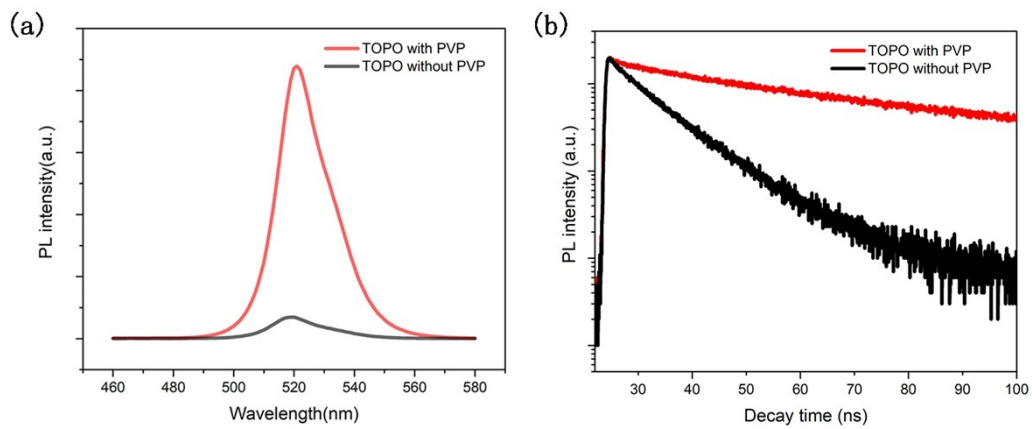 (a)
TOPO with PVP
TOPO without PVP
PL intensity(a.u.)
460 480 500 520 540 560 580
Wavelength(nm)
(b)
TOPO with PVP
TOPO without PVP
PL intensity (a.u.)
30 40 50 60 70 80 90 100
Decay time (ns)